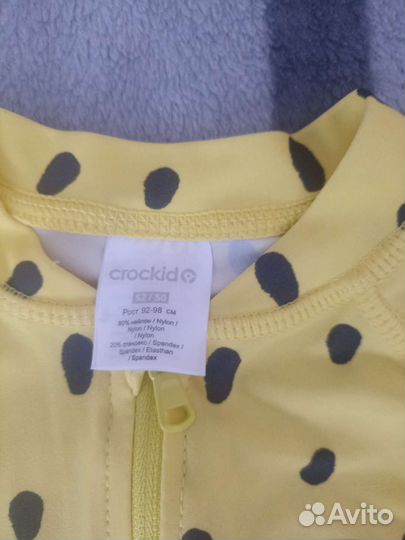 crockid
52 / 50
Рост 92-98 см
80% нейлон / Nylon /
Nylon / Nylon
/ Nylon
20% спандекс / Spandex /
Spandex / Elasthan
/ Spandex
Avito